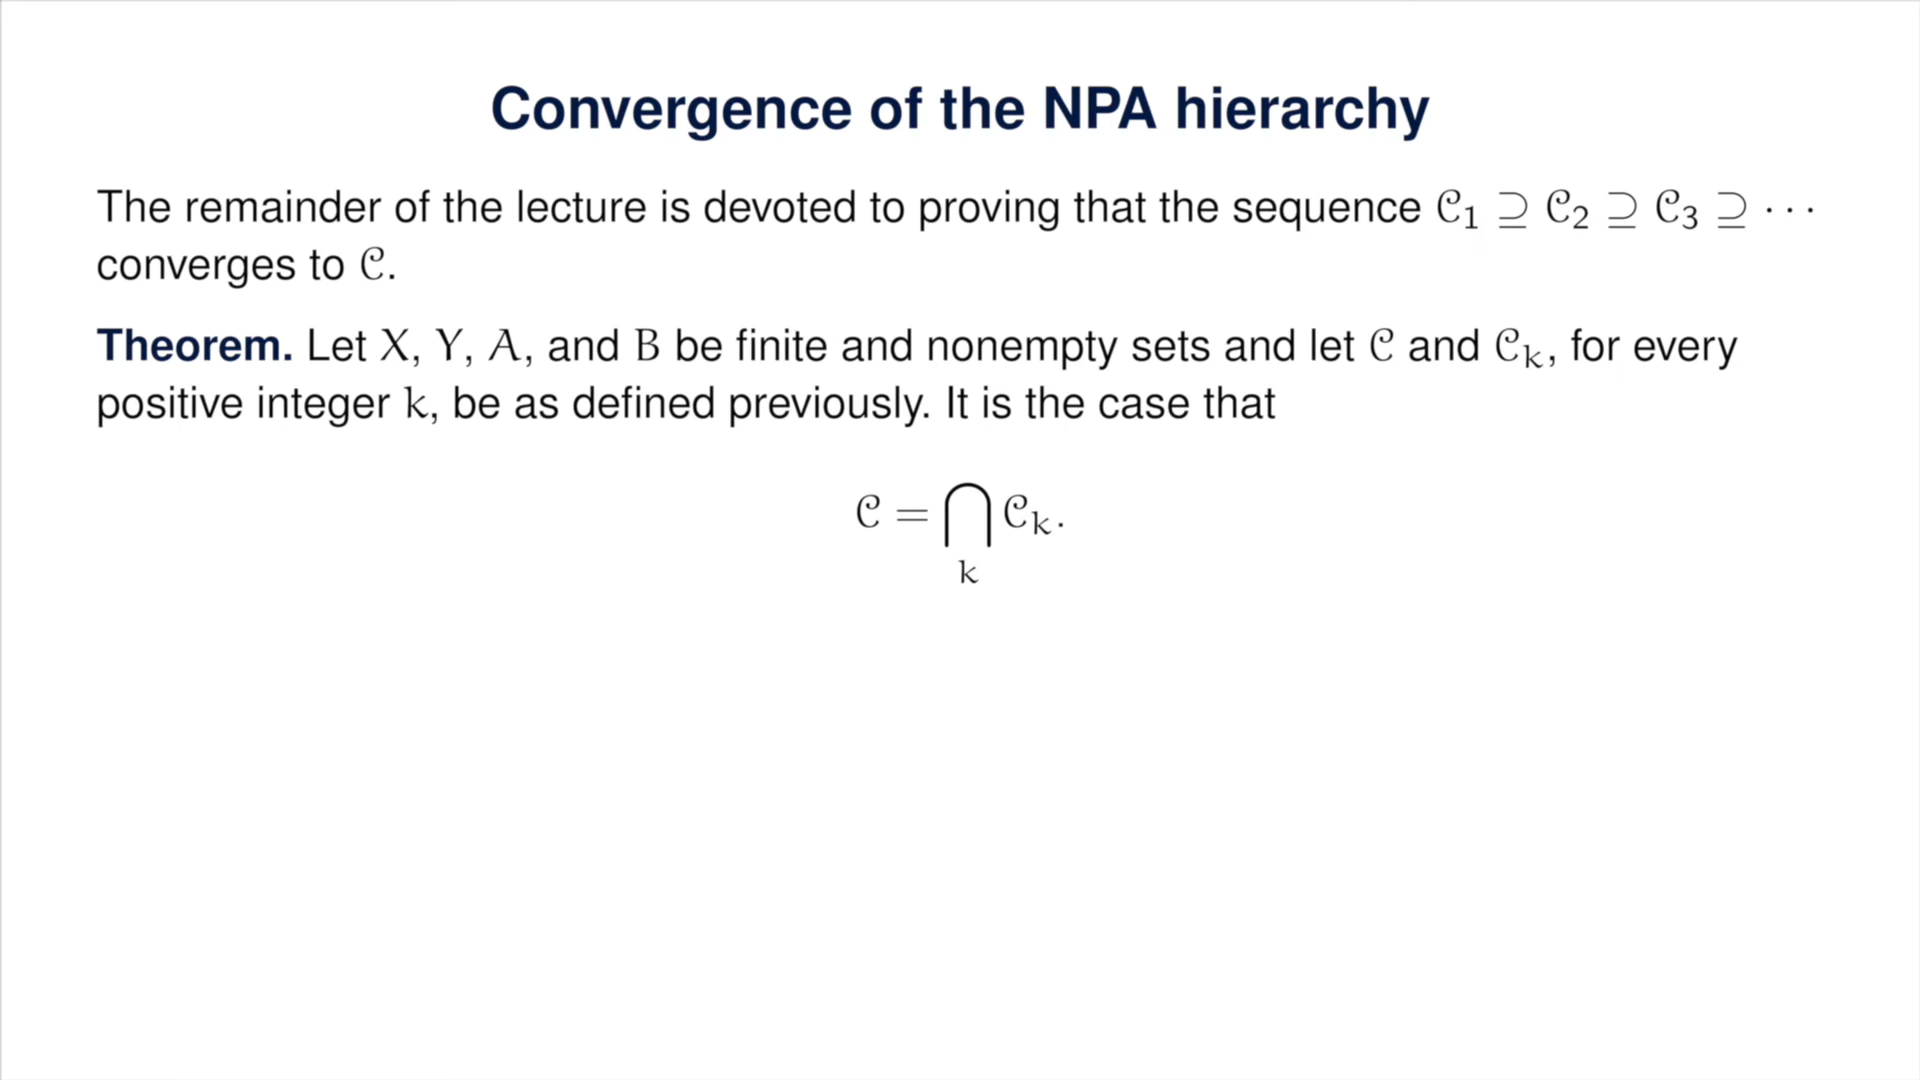 Convergence of the NPA hierarchy
The remainder of the lecture is devoted to proving that the sequence 𝒞₁ ⊇ 𝒞₂ ⊇ 𝒞₃ ⊇ ···
converges to 𝒞.
Theorem. Let X, Y, A, and B be finite and nonempty sets and let 𝒞 and 𝒞ₖ, for every
positive integer k, be as defined previously. It is the case that
𝒞 = ⋂ 𝒞ₖ.
k